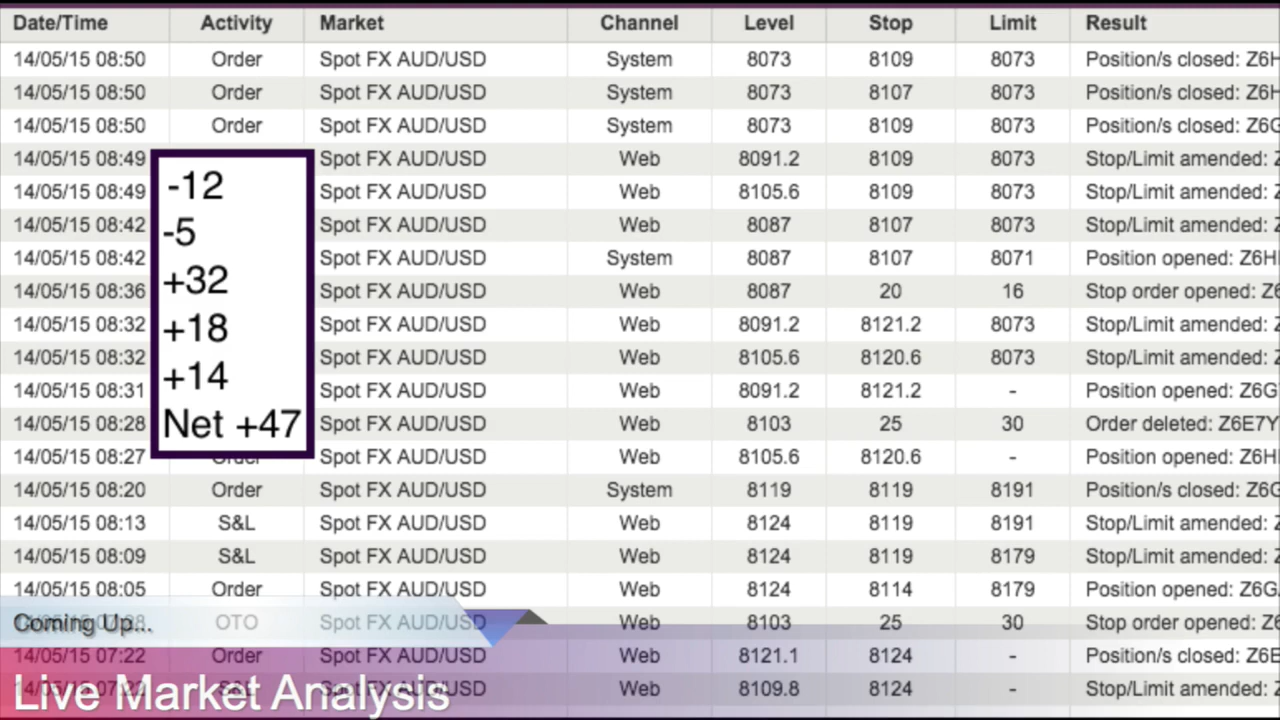 Date/Time Activity Market Channel Level Stop Limit Result
14/05/15 08:50 Order Spot FX AUD/USD System 8073 8109 8073 Position/s closed:
14/05/15 08:50 Order Spot FX AUD/USD System 8073 8107 8073 Position/s closed:
14/05/15 08:50 Order Spot FX AUD/USD System 8073 8109 8073 Position/s closed:
14/05/15 08:49 Spot FX AUD/USD Web 8091.2 8109 8073 Stop/Limit amended:
14/05/15 08:49 Spot FX AUD/USD Web 8105.6 8109 8073 Stop/Limit amended:
14/05/15 08:42 Spot FX AUD/USD Web 8087 8107 8073 Stop/Limit amended:
14/05/15 08:42 Spot FX AUD/USD System 8087 8107 8071 Position opened:
14/05/15 08:36 Spot FX AUD/USD Web 8087 20 16 Stop order opened:
14/05/15 08:32 Spot FX AUD/USD Web 8091.2 8121.2 8073 Stop/Limit amended:
14/05/15 08:32 Spot FX AUD/USD Web 8105.6 8120.6 8073 Stop/Limit amended:
14/05/15 08:31 Spot FX AUD/USD Web 8091.2 8121.2 - Position opened:
14/05/15 08:28 Spot FX AUD/USD Web 8103 25 30 Order deleted: Z6E7Y
14/05/15 08:27 Order Spot FX AUD/USD Web 8105.6 8120.6 - Position opened:
14/05/15 08:20 Order Spot FX AUD/USD System 8119 8119 8191 Position/s closed:
14/05/15 08:13 S&L Spot FX AUD/USD Web 8124 8119 8191 Stop/Limit amended:
14/05/15 08:09 S&L Spot FX AUD/USD Web 8124 8119 8179 Stop/Limit amended:
14/05/15 08:05 Order Spot FX AUD/USD Web 8124 8114 8179 Position opened:
OTO Spot FX AUD/USD Web 8103 25 30 Stop order opened:
14/05/15 07:22 Order Spot FX AUD/USD Web 8121.1 8124 - Position/s closed:
Spot FX AUD/USD Web 8109.8 8124 - Stop/Limit amended:
-12
-5
+32
+18
+14
Net +47
Coming Up...
Live Market Analysis